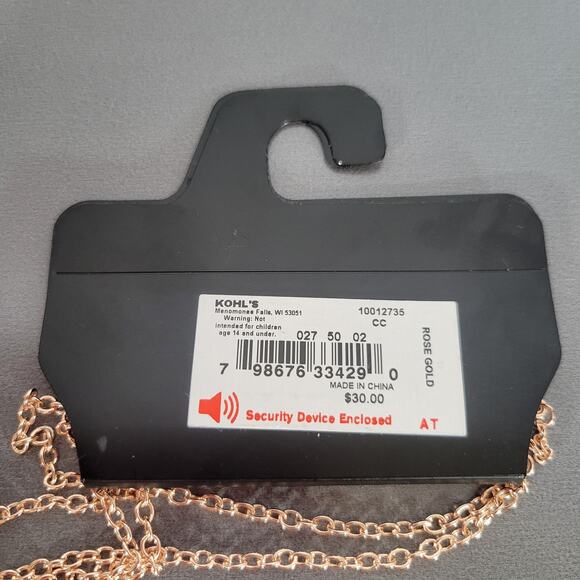 KOHL'S
Menomonee Falls, WI 53051
Warning: Not
intended for children
age 14 and under.
10012735
CC
027 50 02
7 98676 33429 0
MADE IN CHINA
$30.00
Security Device Enclosed
AT
ROSE GOLD